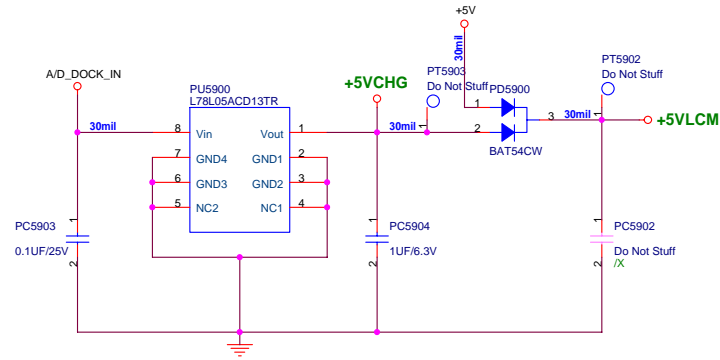 +5V
30mil
A/D_DOCK_IN
PT5902
Do Not Stuff
PT5903
Do Not Stuff
PU5900
L78L05ACD13TR
+5VCHG
PD5900
1
1
1
30mil
8 Vin Vout 1
30mil
2
3
30mil
+5VLCM
BAT54CW
7 GND4 GND1 2
6 GND3 GND2 3
5 NC2 NC1 4
PC5903
1
2
0.1UF/25V
PC5904
1
2
1UF/6.3V
PC5902
1
2
Do Not Stuff
/X